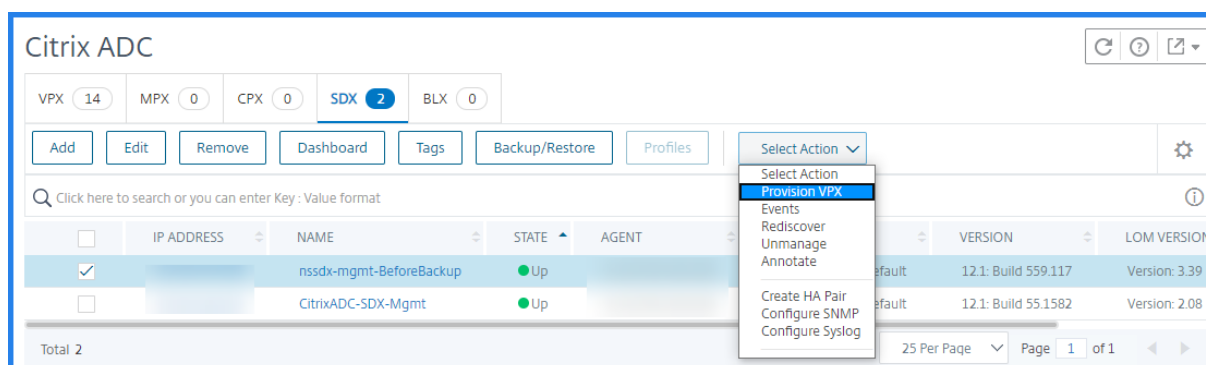 Citrix ADC
VPX 14 MPX 0 CPX 0 SDX 2 BLX 0
Add Edit Remove Dashboard Tags Backup/Restore Profiles Select Action
Select Action
Provision VPX
Events
Rediscover
Unmanage
Annotate
Create HA Pair
Configure SNMP
Configure Syslog
Click here to search or you can enter Key : Value format
IP ADDRESS NAME STATE AGENT VERSION LOM VERSION
nssdx-mgmt-BeforeBackup Up efault 12.1: Build 559.117 Version: 3.39
CitrixADC-SDX-Mgmt Up efault 12.1: Build 55.1582 Version: 2.08
Total 2 25 Per Page Page 1 of 1